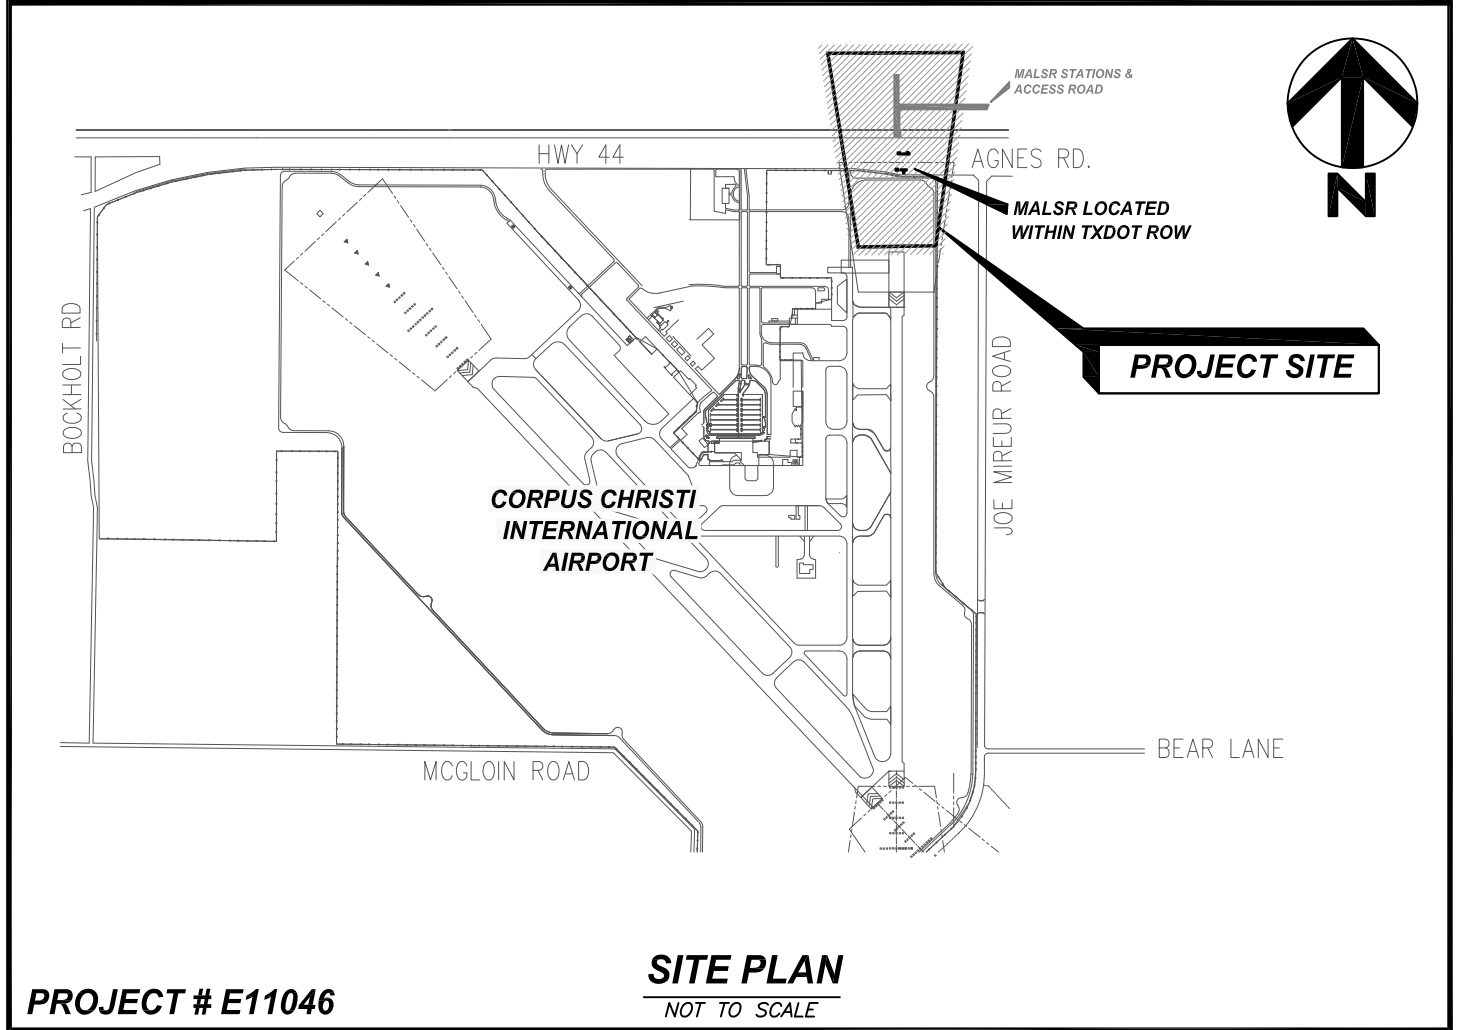 MALSR STATIONS &
ACCESS ROAD
HWY 44
AGNES RD.
N
MALSR LOCATED
WITHIN TXDOT ROW
BOCKHOLT RD
JOE MIREUR ROAD
PROJECT SITE
CORPUS CHRISTI
INTERNATIONAL
AIRPORT
BEAR LANE
MCGLOIN ROAD
SITE PLAN
NOT TO SCALE
PROJECT # E11046